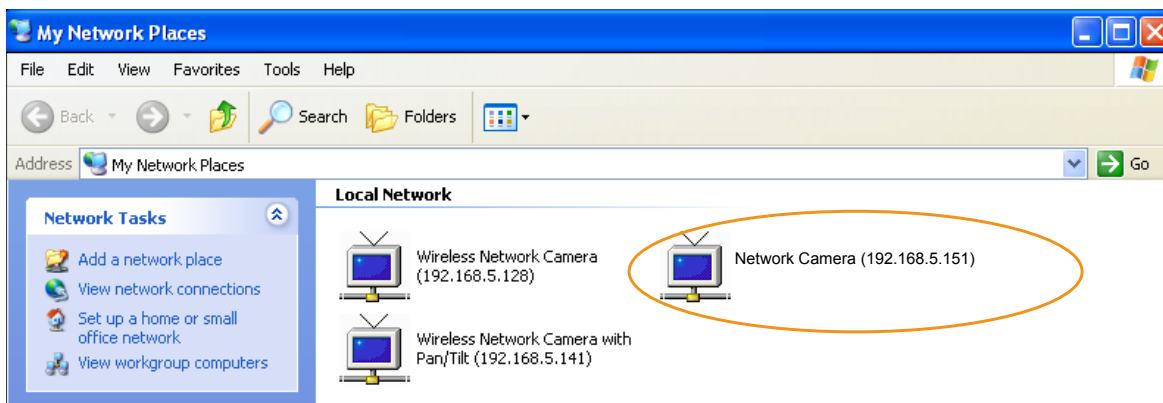 My Network Places
File Edit View Favorites Tools Help
Back Search Folders
Address My Network Places Go
Network Tasks
Add a network place
View network connections
Set up a home or small
office network
View workgroup computers
Local Network
Wireless Network Camera
(192.168.5.128)
Network Camera (192.168.5.151)
Wireless Network Camera with
Pan/Tilt (192.168.5.141)